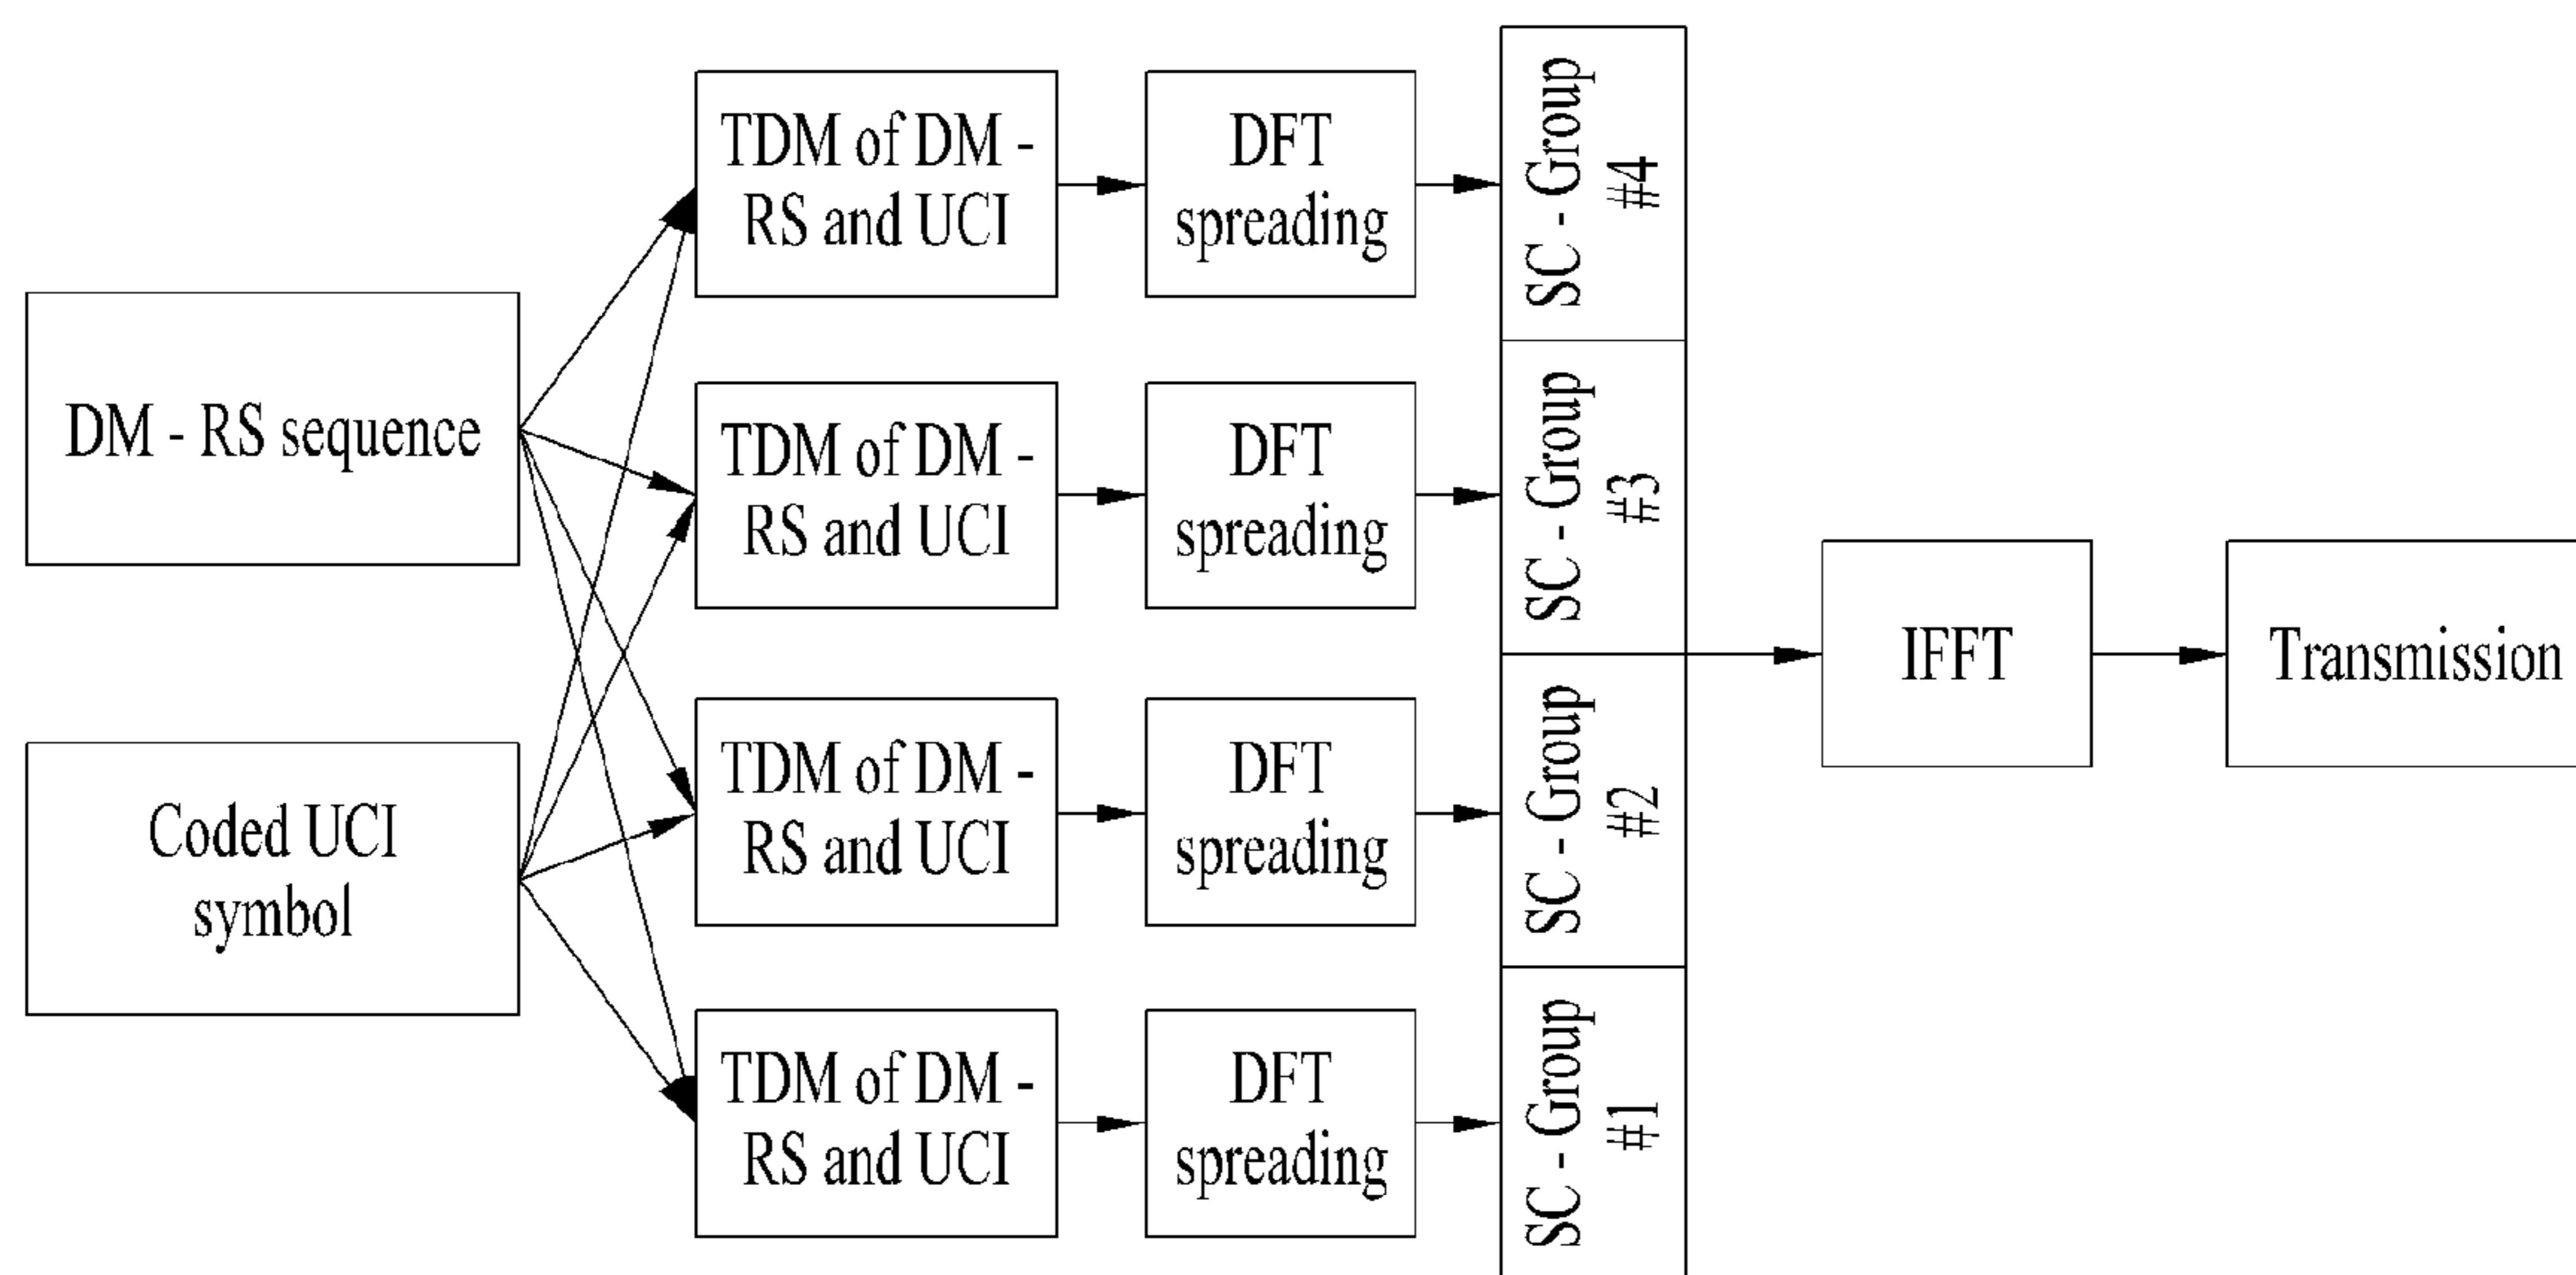 DM - RS sequence
Coded UCI
symbol
TDM of DM -
RS and UCI
DFT
spreading
SC - Group
#4
TDM of DM -
RS and UCI
DFT
spreading
SC - Group
#3
TDM of DM -
RS and UCI
DFT
spreading
SC - Group
#2
TDM of DM -
RS and UCI
DFT
spreading
SC - Group
#1
IFFT
Transmission